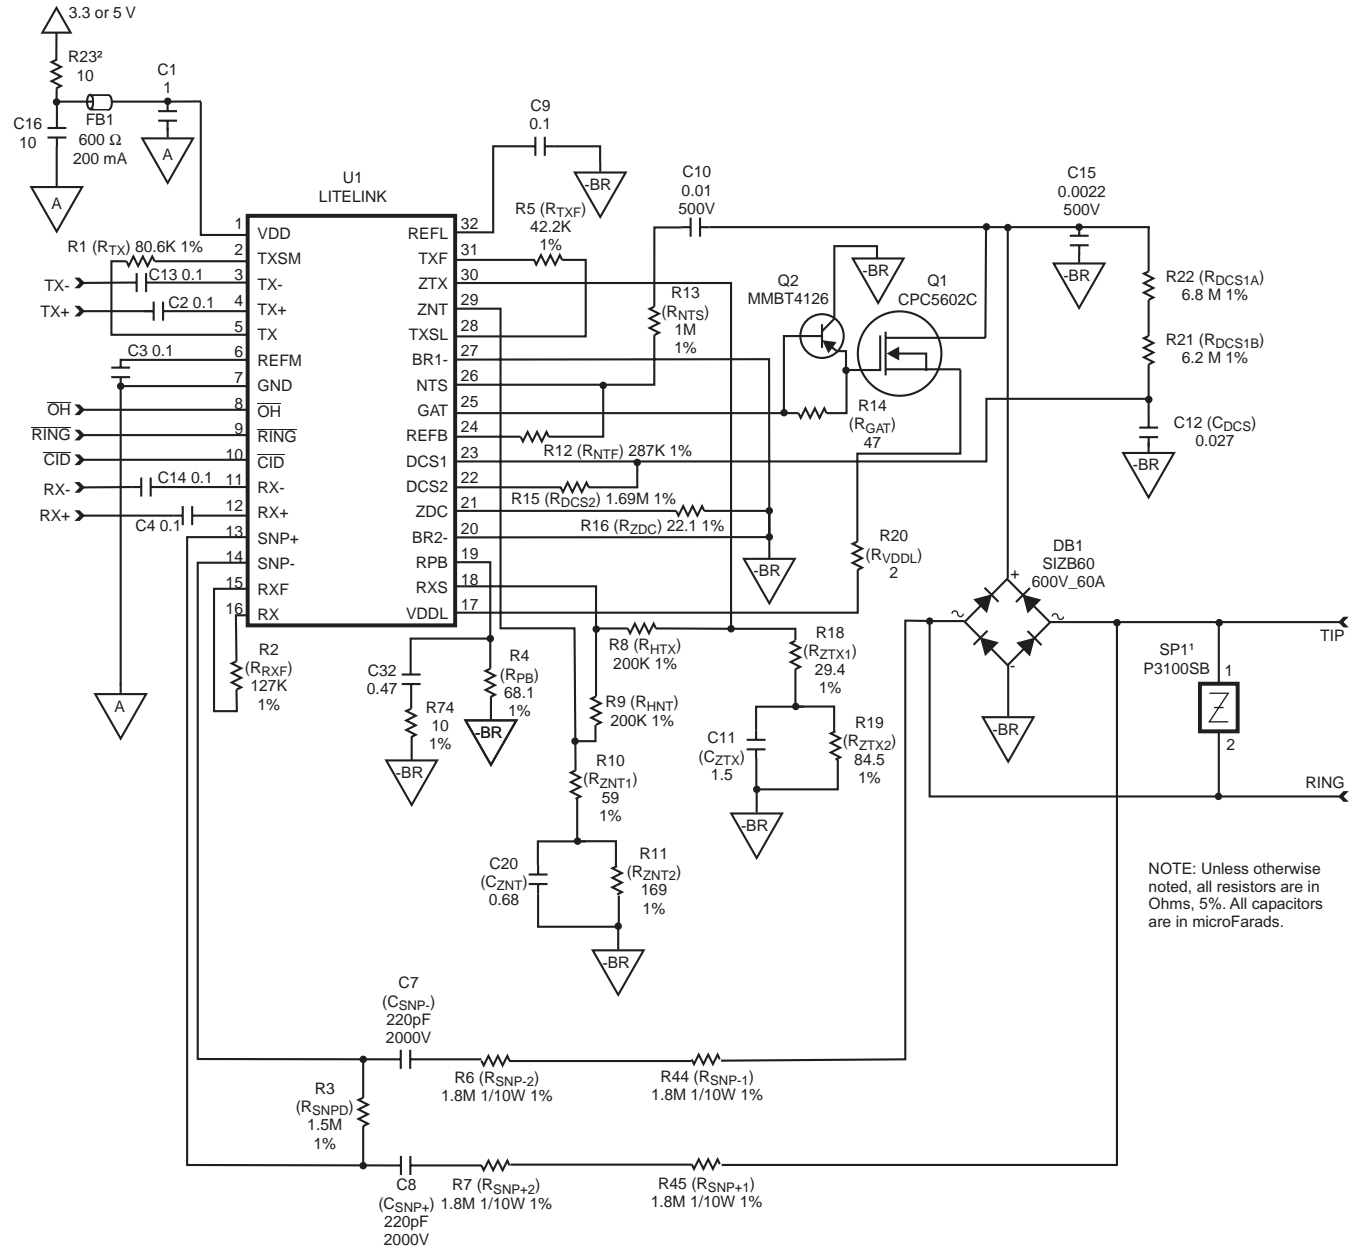 3.3 or 5 V
R23²
10
C1
1
C16
10
FB1
600 Ω
200 mA
A
A
C9
0.1
-BR
U1
LITELINK
R5 (RTXF)
42.2K
1%
C10
0.01
500V
C15
0.0022
500V
-BR
-BR
Q2
MMBT4126
Q1
CPC5602C
R13
(RNTS)
1M
1%
R22 (RDCS1A)
6.8 M 1%
R21 (RDCS1B)
6.2 M 1%
C12 (CDCS)
0.027
-BR
R14
(RGAT)
47
R1 (RTX) 80.6K 1%
TX-
C13 0.1
TX+
C2 0.1
C3 0.1
OH
RING
CID
RX-
C14 0.1
RX+
C4 0.1
1 VDD
2 TXSM
3 TX-
4 TX+
5 TX
6 REFM
7 GND
8 OH
9 RING
10 CID
11 RX-
12 RX+
13 SNP+
14 SNP-
15 RXF
16 RX
REFL 32
TXF 31
ZTX 30
ZNT 29
TXSL 28
BR1- 27
NTS 26
GAT 25
REFB 24
DCS1 23
DCS2 22
ZDC 21
BR2- 20
RPB 19
RXS 18
VDDL 17
R12 (RNTF) 287K 1%
R15 (RDCS2) 1.69M 1%
R16 (RZDC) 22.1 1%
-BR
R20
(RVDDL)
2
DB1
SIZB60
600V_60A
+
~
~
-
-BR
TIP
SP1¹
P3100SB
1
2
RING
R2
(RRXF)
127K
1%
A
C32
0.47
R74
10
1%
-BR
R4
(RPB)
68.1
1%
-BR
R8 (RHTX)
200K 1%
R9 (RHNT)
200K 1%
R18
(RZTX1)
29.4
1%
C11
(CZTX)
1.5
R19
(RZTX2)
84.5
1%
-BR
R10
(RZNT1)
59
1%
C20
(CZNT)
0.68
R11
(RZNT2)
169
1%
-BR
NOTE: Unless otherwise
noted, all resistors are in
Ohms, 5%. All capacitors
are in microFarads.
C7
(CSNP-)
220pF
2000V
R6 (RSNP-2)
1.8M 1/10W 1%
R44 (RSNP-1)
1.8M 1/10W 1%
R3
(RSNPD)
1.5M
1%
C8
(CSNP+)
220pF
2000V
R7 (RSNP+2)
1.8M 1/10W 1%
R45 (RSNP+1)
1.8M 1/10W 1%